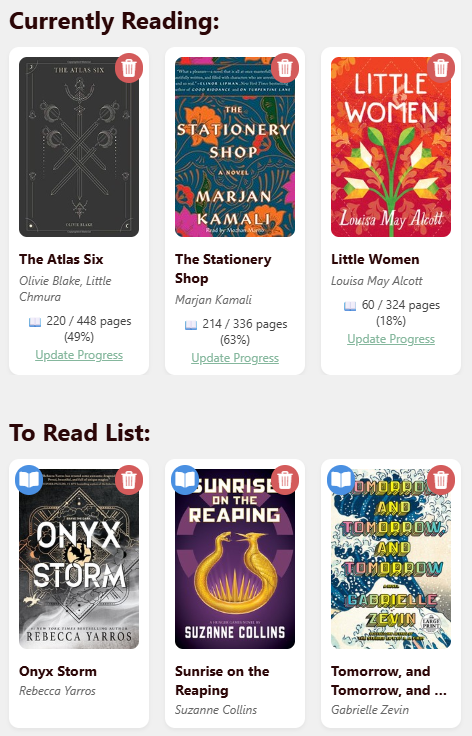 Currently Reading:
THE ATLAS SIX
OLIVIE BLAKE
The Atlas Six
Olivie Blake, Little
Chmura
220 / 448 pages
(49%)
Update Progress
THE
STATIONERY
SHOP
A NOVEL
MARJAN
KAMALI
Read by Mozhan Marnò
The Stationery
Shop
Marjan Kamali
214 / 336 pages
(63%)
Update Progress
LITTLE
WOMEN
Louisa May Alcott
Little Women
Louisa May Alcott
60 / 324 pages
(18%)
Update Progress
To Read List:
ONYX
STORM
REBECCA YARROS
Onyx Storm
Rebecca Yarros
SUNRISE
ON THE
REAPING
SUZANNE COLLINS
Sunrise on the
Reaping
Suzanne Collins
TOMORROW,
AND
TOMORROW,
AND
TOMORROW
GABRIELLE
ZEVIN
LARGE
PRINT
Tomorrow, and
Tomorrow, and ...
Gabrielle Zevin